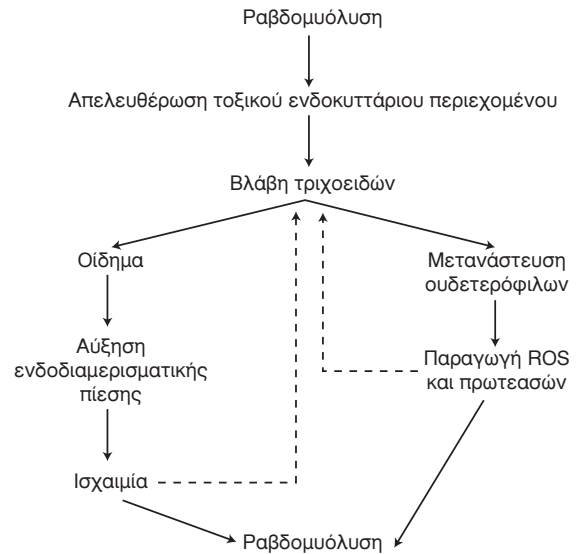 Ραβδομυόλυση
Απελευθέρωση τοξικού ενδοκυττάριου περιεχομένου
Βλάβη τριχοειδών
Οίδημα
Μετανάστευση
ουδετερόφιλων
Αύξηση
ενδοδιαμερισματικής
πίεσης
Παραγωγή ROS
και πρωτεασών
Ισχαιμία
Ραβδομυόλυση